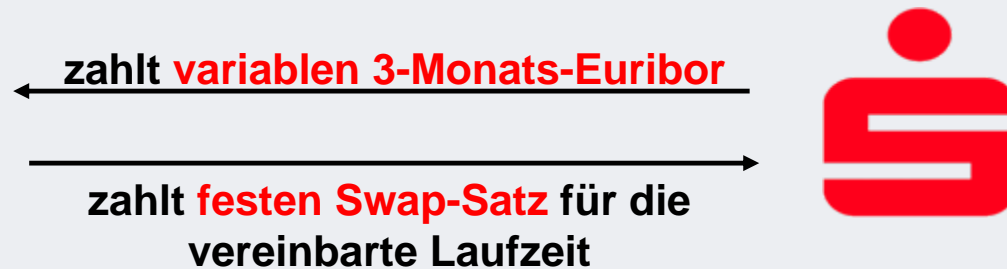 zahlt variablen 3-Monats-Euribor
zahlt festen Swap-Satz für die
vereinbarte Laufzeit